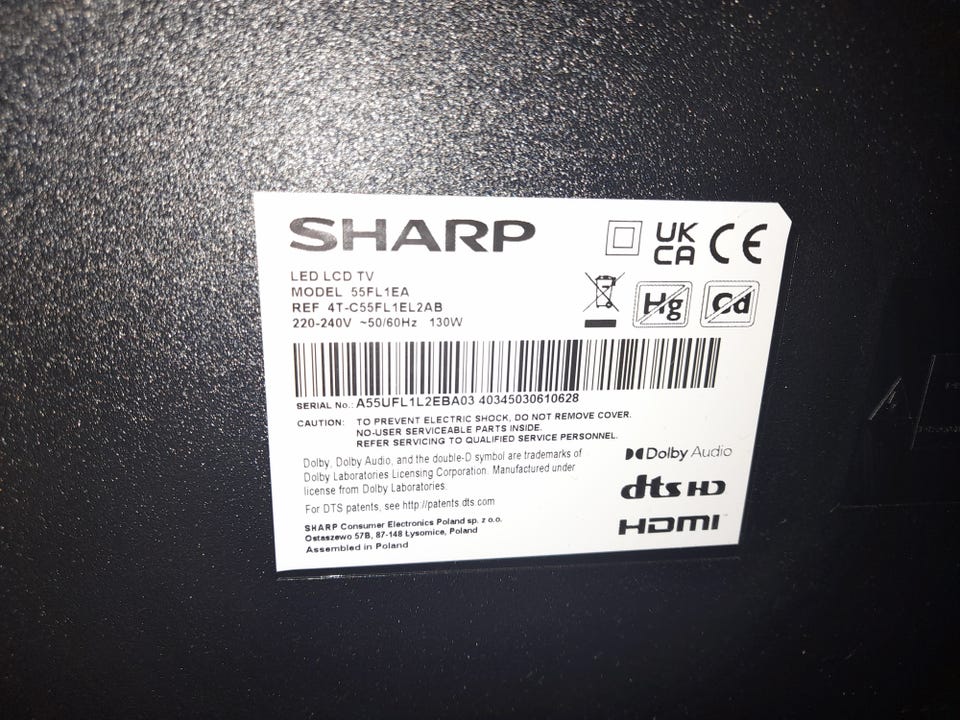 SHARP
UK
CA
CE
LED LCD TV
MODEL 55FL1EA
REF 4T-C55FL1EL2AB
220-240V ~50/60Hz 130W
Hg
Cd
SERIAL No.: A55UFL1L2EBA03 40345030610628
CAUTION: TO PREVENT ELECTRIC SHOCK, DO NOT REMOVE COVER.
NO-USER SERVICEABLE PARTS INSIDE.
REFER SERVICING TO QUALIFIED SERVICE PERSONNEL.
Dolby, Dolby Audio, and the double-D symbol are trademarks of
Dolby Laboratories Licensing Corporation. Manufactured under
license from Dolby Laboratories.
For DTS patents, see http://patents.dts.com
SHARP Consumer Electronics Poland sp. z o.o.
Ostaszewo 57B, 87-148 Łysomice, Poland
Assembled in Poland
Dolby Audio
dts HD
HDMI